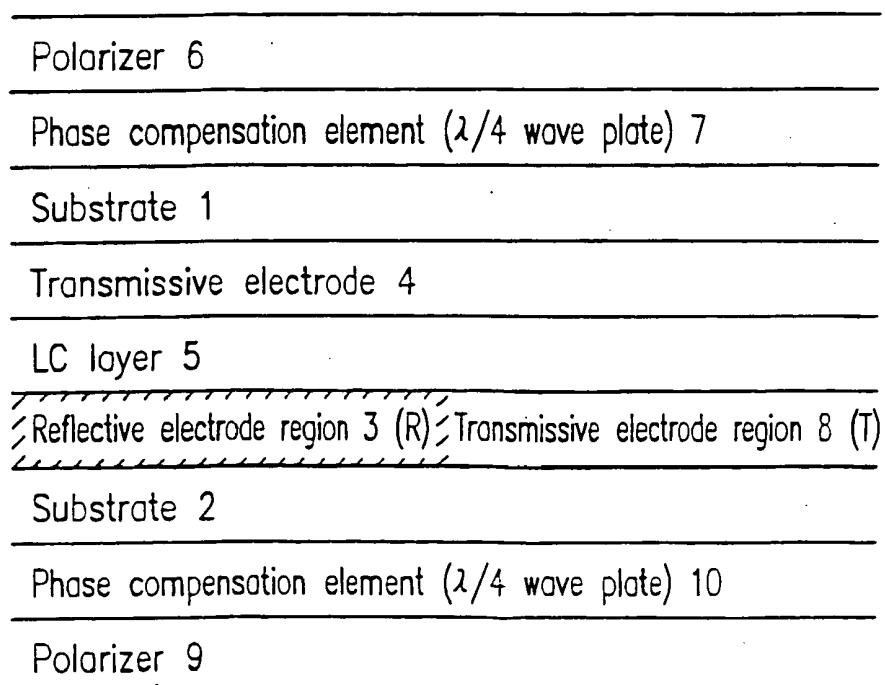 Polarizer 6
Phase compensation element (λ/4 wave plate) 7
Substrate 1
Transmissive electrode 4
LC layer 5
Reflective electrode region 3 (R) Transmissive electrode region 8 (T)
Substrate 2
Phase compensation element (λ/4 wave plate) 10
Polarizer 9